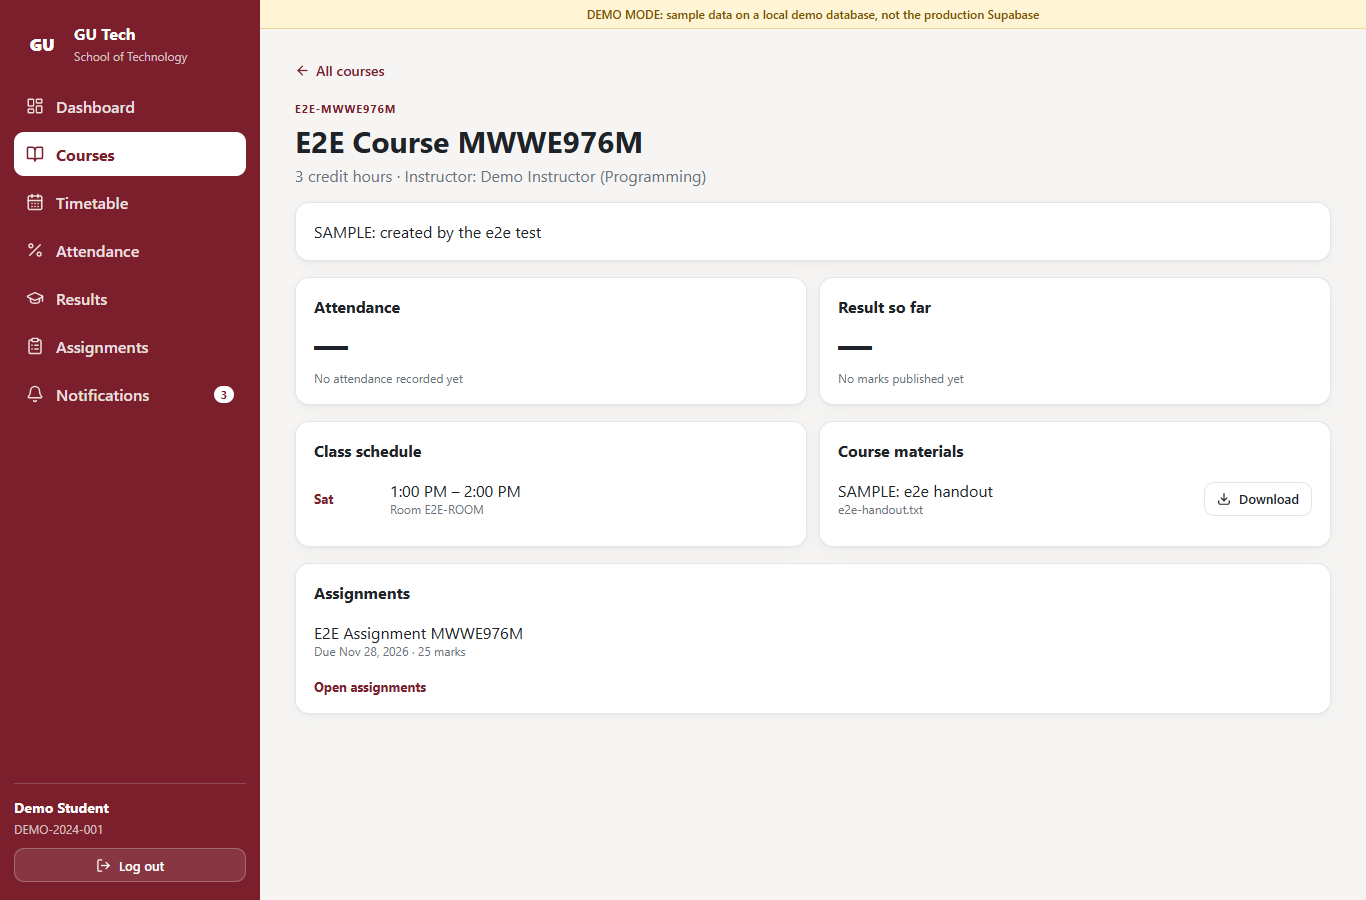 DEMO MODE: sample data on a local demo database, not the production Supabase
GU
GU Tech
School of Technology
Dashboard
Courses
Timetable
Attendance
Results
Assignments
Notifications
3
Demo Student
DEMO-2024-001
Log out
All courses
E2E-MWWE976M
E2E Course MWWE976M
3 credit hours · Instructor: Demo Instructor (Programming)
SAMPLE: created by the e2e test
Attendance
—
No attendance recorded yet
Result so far
—
No marks published yet
Class schedule
Sat
1:00 PM – 2:00 PM
Room E2E-ROOM
Course materials
SAMPLE: e2e handout
e2e-handout.txt
Download
Assignments
E2E Assignment MWWE976M
Due Nov 28, 2026 · 25 marks
Open assignments